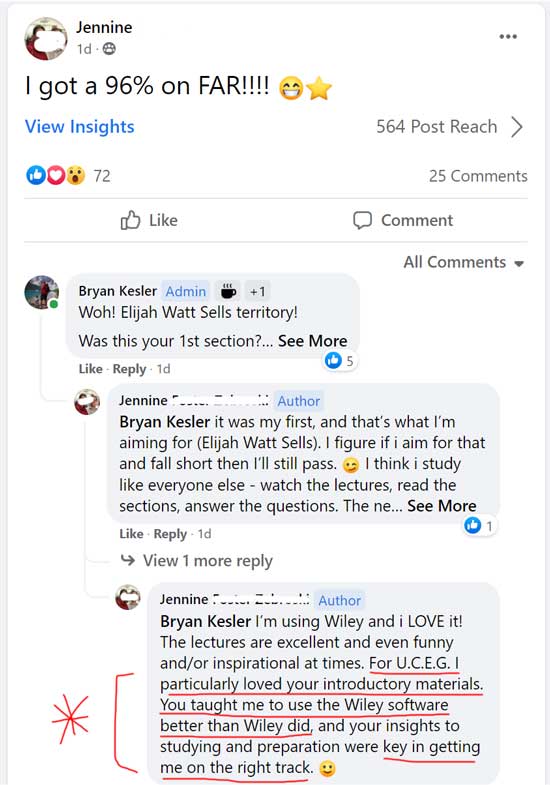 Jennine
1d
I got a 96% on FAR!!!! 😁⭐
View Insights
564 Post Reach
72
25 Comments
Like
Comment
All Comments
Bryan Kesler Admin +1
Woh! Elijah Watt Sells territory!
Was this your 1st section?... See More
5
Like · Reply · 1d
Jennine Author
Bryan Kesler it was my first, and that's what I'm
aiming for (Elijah Watt Sells). I figure if i aim for that
and fall short then I'll still pass. 😉 I think i study
like everyone else - watch the lectures, read the
sections, answer the questions. The ne... See More
1
Like · Reply · 1d
View 1 more reply
Jennine Author
Bryan Kesler I'm using Wiley and i LOVE it!
The lectures are excellent and even funny
and/or inspirational at times. For U.C.E.G. I
particularly loved your introductory materials.
You taught me to use the Wiley software
better than Wiley did, and your insights to
studying and preparation were key in getting
me on the right track. 🙂